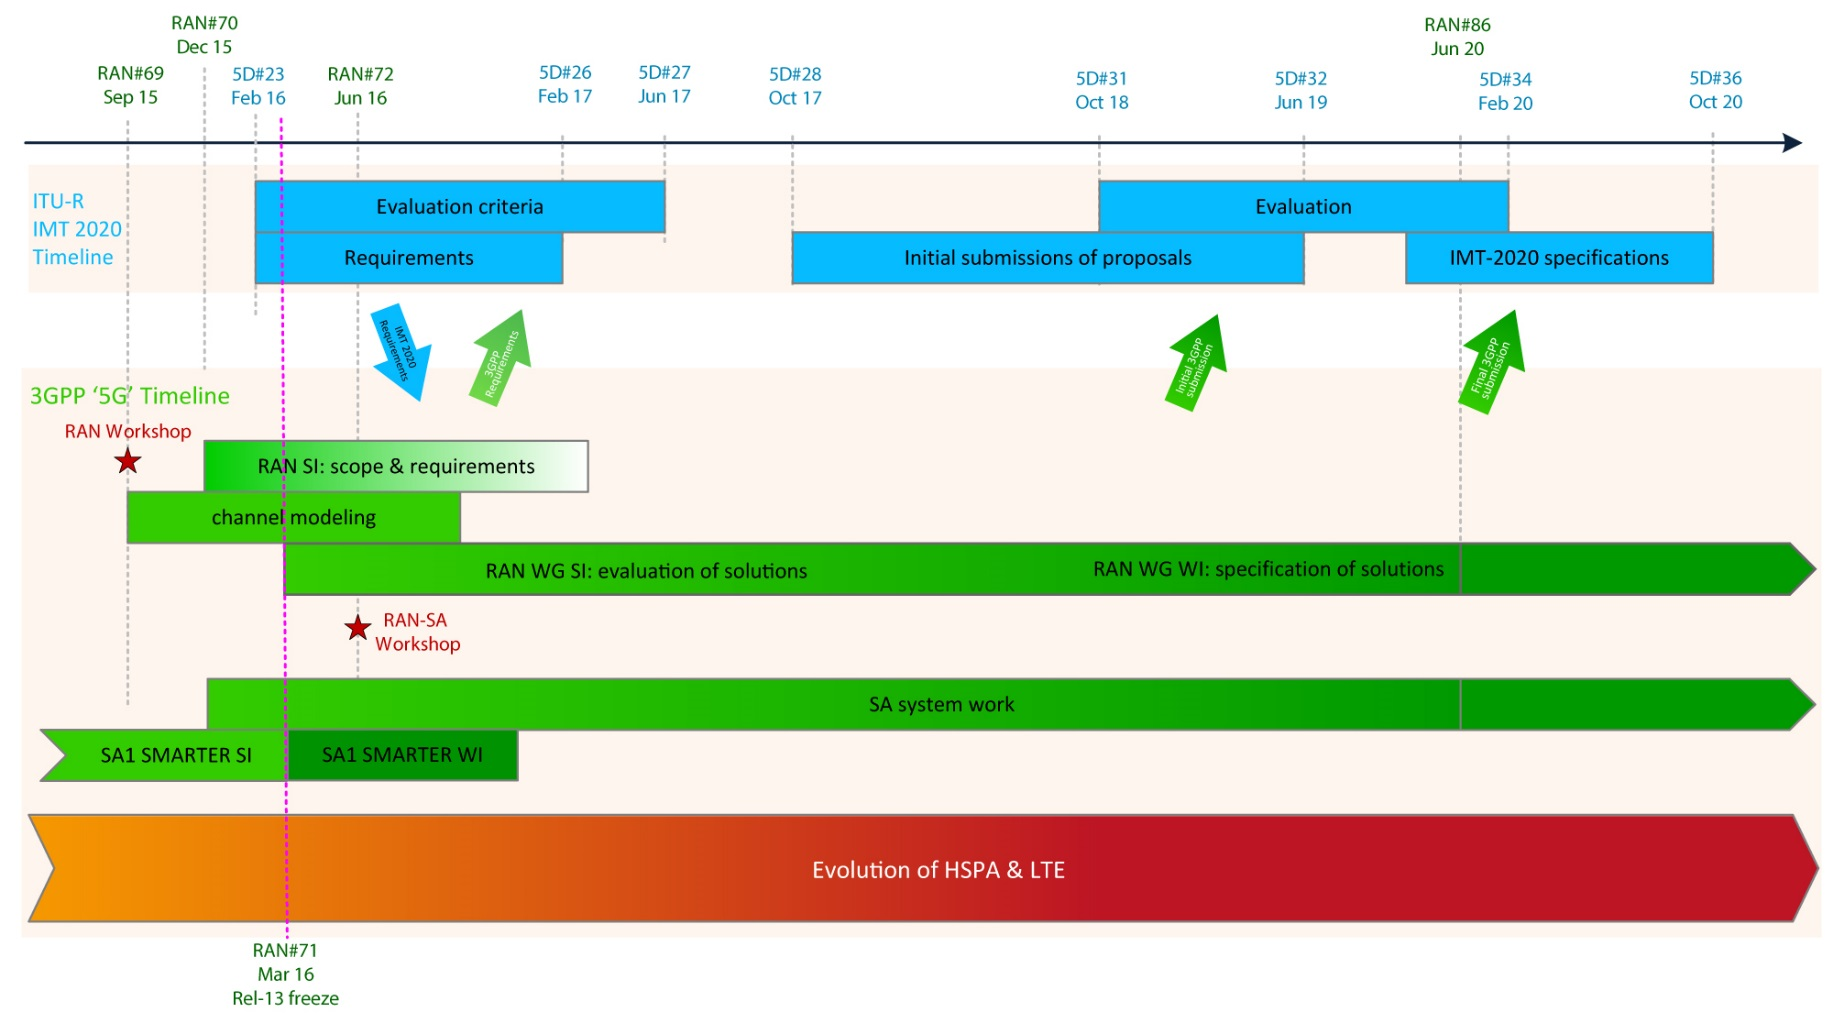 RAN#70
Dec 15
RAN#86
Jun 20
RAN#69
Sep 15
5D#23
Feb 16
RAN#72
Jun 16
5D#26
Feb 17
5D#27
Jun 17
5D#28
Oct 17
5D#31
Oct 18
5D#32
Jun 19
5D#34
Feb 20
5D#36
Oct 20
ITU-R
IMT 2020
Timeline
Evaluation criteria
Evaluation
Requirements
Initial submissions of proposals
IMT-2020 specifications
IMT 2020
Requirements
3GPP
Requirements
Initial 3GPP
submission
Final 3GPP
submission
3GPP ‘5G’ Timeline
RAN Workshop
RAN SI: scope & requirements
channel modeling
RAN WG SI: evaluation of solutions
RAN WG WI: specification of solutions
RAN-SA
Workshop
SA system work
SA1 SMARTER SI
SA1 SMARTER WI
Evolution of HSPA & LTE
RAN#71
Mar 16
Rel-13 freeze